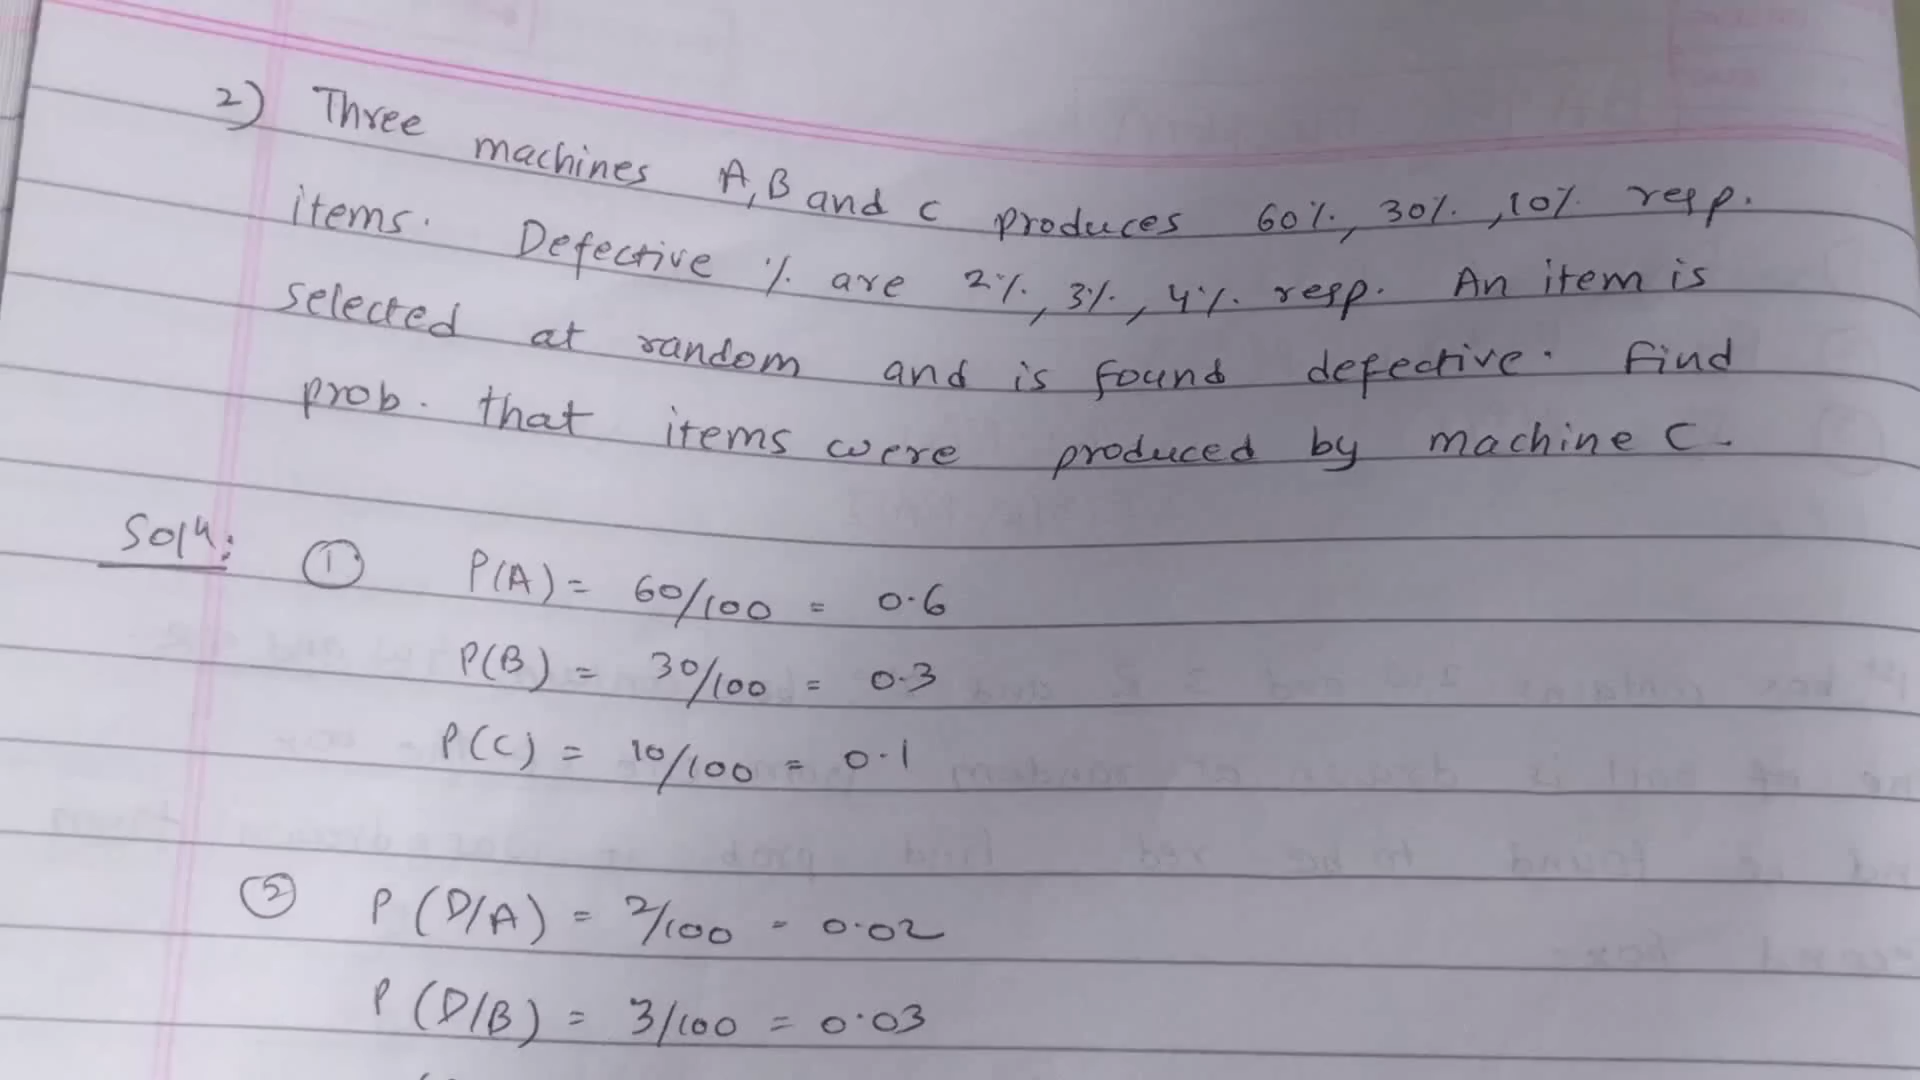 2) Three machines A, B and C produces 60%, 30%, 10% resp.
items. Defective % are 2%, 3%, 4% resp. An item is
selected at random and is found defective. Find
prob. that items were produced by machine C.
Soln: ① P(A) = 60/100 = 0.6
P(B) = 30/100 = 0.3
P(C) = 10/100 = 0.1
② P(D/A) = 2/100 = 0.02
P(D/B) = 3/100 = 0.03